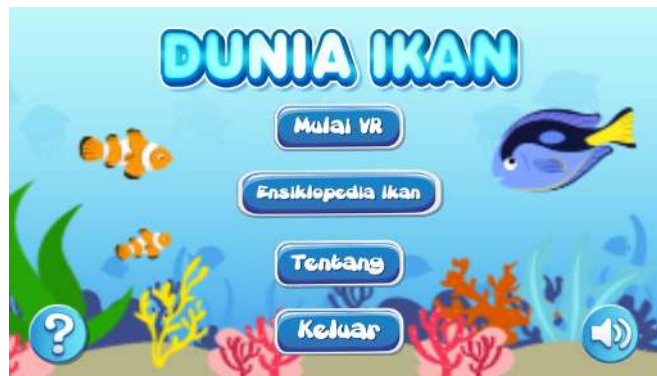 DUNIA IKAN
Mulai VR
Ensiklopedia Ikan
Tentang
Keluar
?